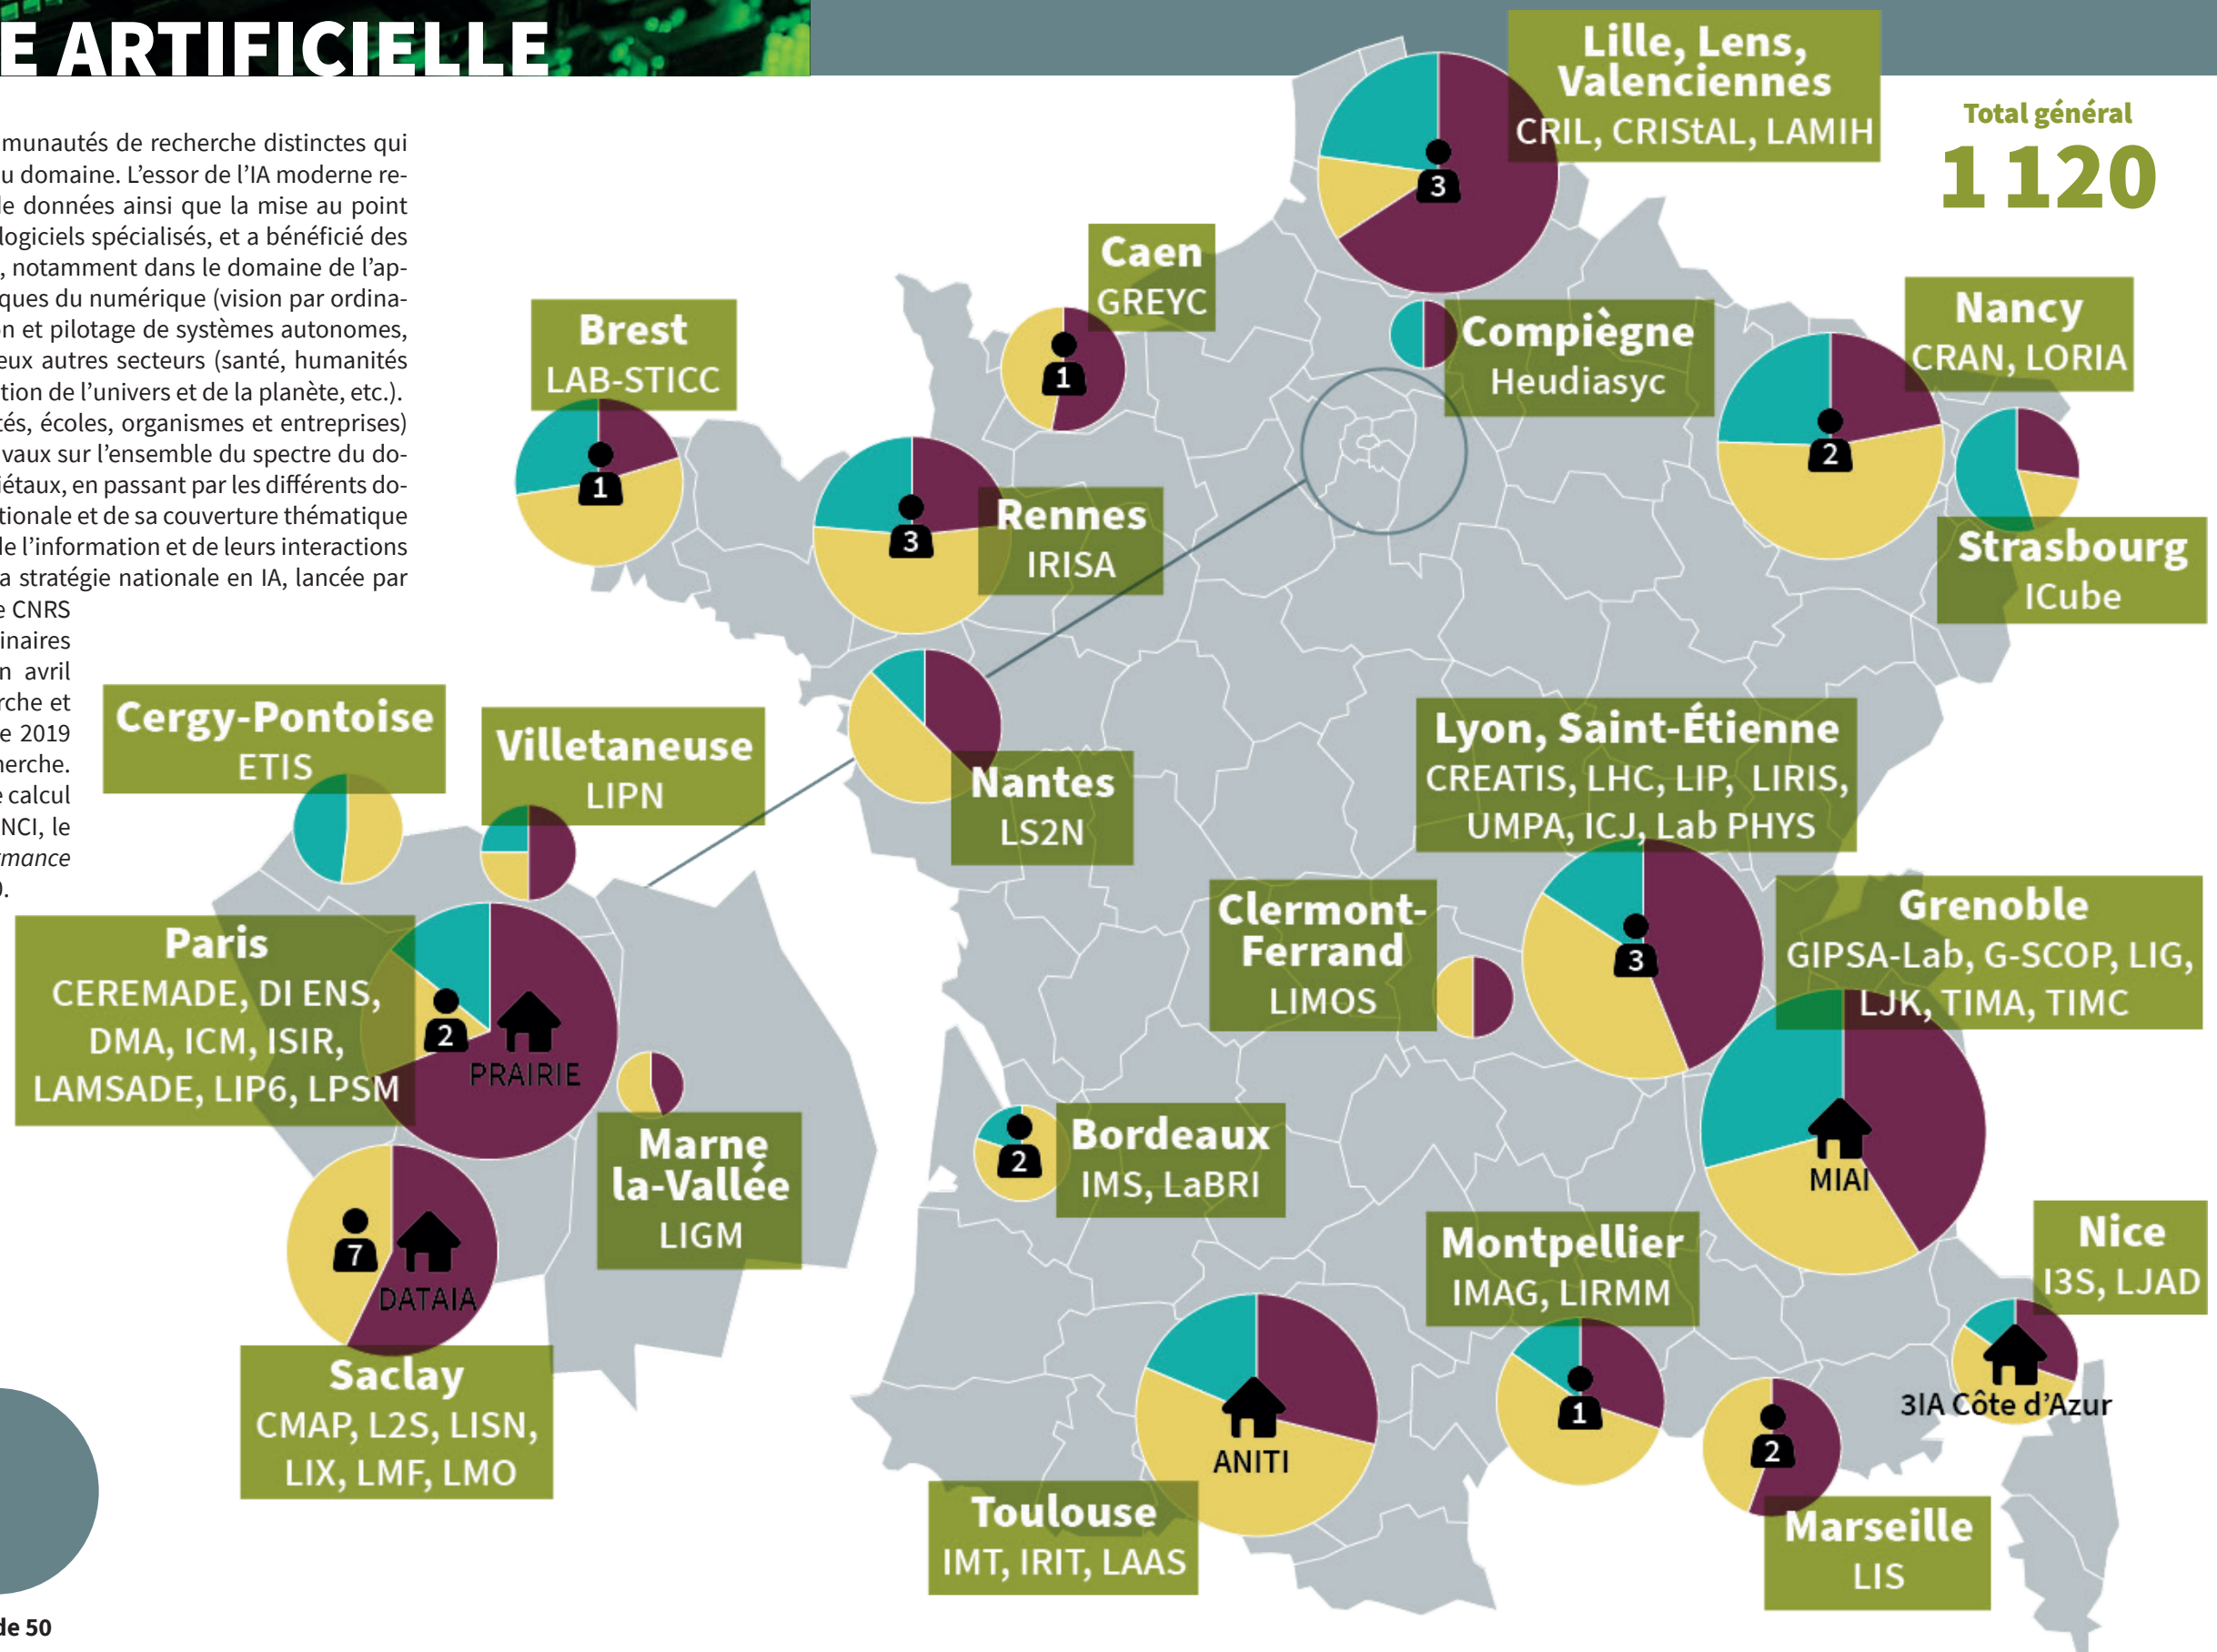 E ARTIFICIELLE
munautés de recherche distinctes qui
u domaine. L'essor de l'IA moderne re-
le données ainsi que la mise au point
logiciels spécialisés, et a bénéficié des
, notamment dans le domaine de l'ap-
iques du numérique (vision par ordina-
on et pilotage de systèmes autonomes,
eux autres secteurs (santé, humanités
tion de l'univers et de la planète, etc.).
tés, écoles, organismes et entreprises)
vaux sur l'ensemble du spectre du do-
iétaux, en passant par les différents do-
tionale et de sa couverture thématique
de l'information et de leurs interactions
a stratégie nationale en IA, lancée par
e CNRS
inaires
n avril
rche et
e 2019
herche.
e calcul
NCI, le
rmance
).
Total général
1 120
Lille, Lens,
Valenciennes
CRIL, CRIStAL, LAMIH
3
Caen
GREYC
1
Compiègne
Heudiasyc
Nancy
CRAN, LORIA
2
Brest
LAB-STICC
1
Rennes
IRISA
3
Strasbourg
ICube
Nantes
LS2N
Cergy-Pontoise
ETIS
Villetaneuse
LIPN
Lyon, Saint-Étienne
CREATIS, LHC, LIP, LIRIS,
UMPA, ICJ, Lab PHYS
3
Clermont-
Ferrand
LIMOS
Grenoble
GIPSA-Lab, G-SCOP, LIG,
LJK, TIMA, TIMC
MIAI
Paris
CEREMADE, DI ENS,
DMA, ICM, ISIR,
LAMSADE, LIP6, LPSM
2
PRAIRIE
Marne
la-Vallée
LIGM
Bordeaux
IMS, LaBRI
2
7
DATAIA
Saclay
CMAP, L2S, LISN,
LIX, LMF, LMO
Montpellier
IMAG, LIRMM
1
Nice
I3S, LJAD
3IA Côte d'Azur
ANITI
Toulouse
IMT, IRIT, LAAS
2
Marseille
LIS
de 50